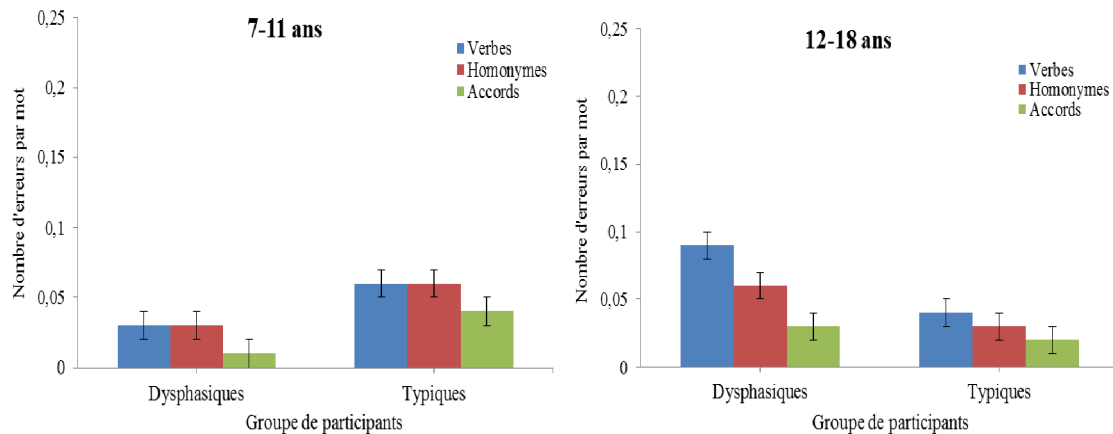 7-11 ans
0,25
0,2
0,15
0,1
0,05
0
Nombre d'erreurs par mot
Verbes
Homonymes
Accords
Dysphasiques
Typiques
Groupe de participants
12-18 ans
0,25
0,2
0,15
0,1
0,05
0
Nombre d'erreurs par mot
Verbes
Homonymes
Accords
Dysphasiques
Typiques
Groupe de participants